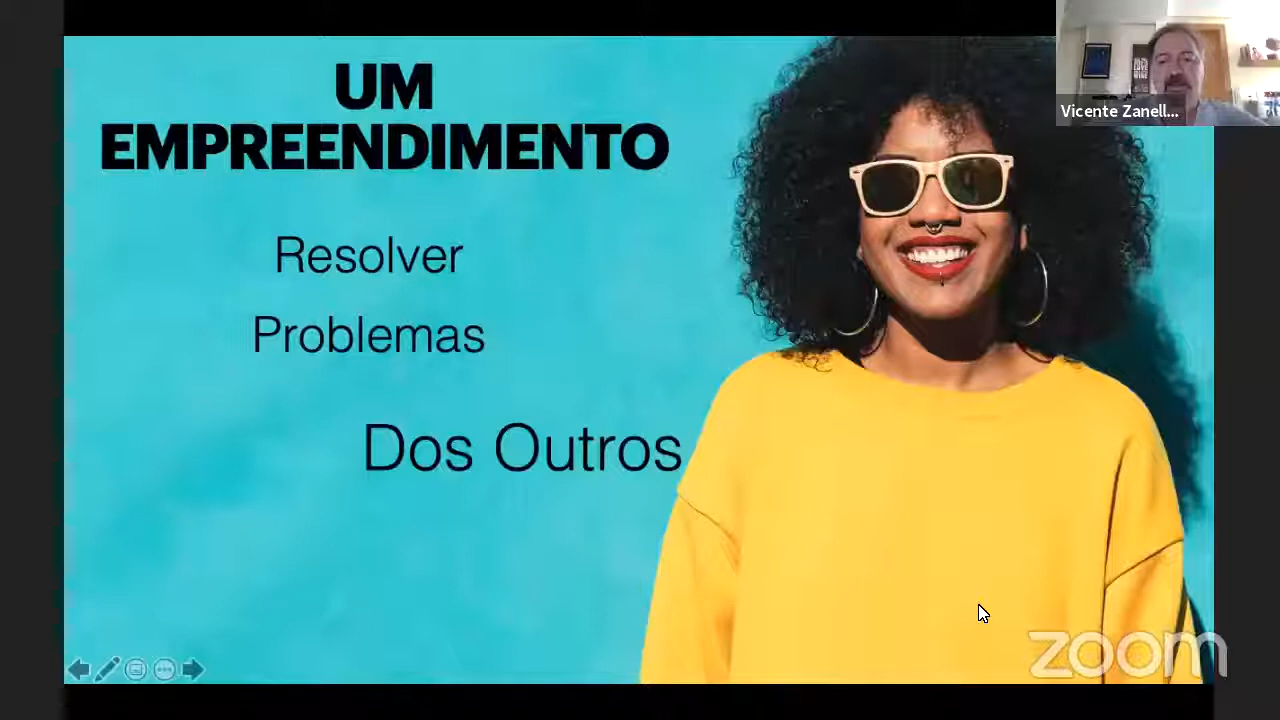 UM
EMPREENDIMENTO
Resolver
Problemas
Dos Outros
Vicente Zanell...
zoom